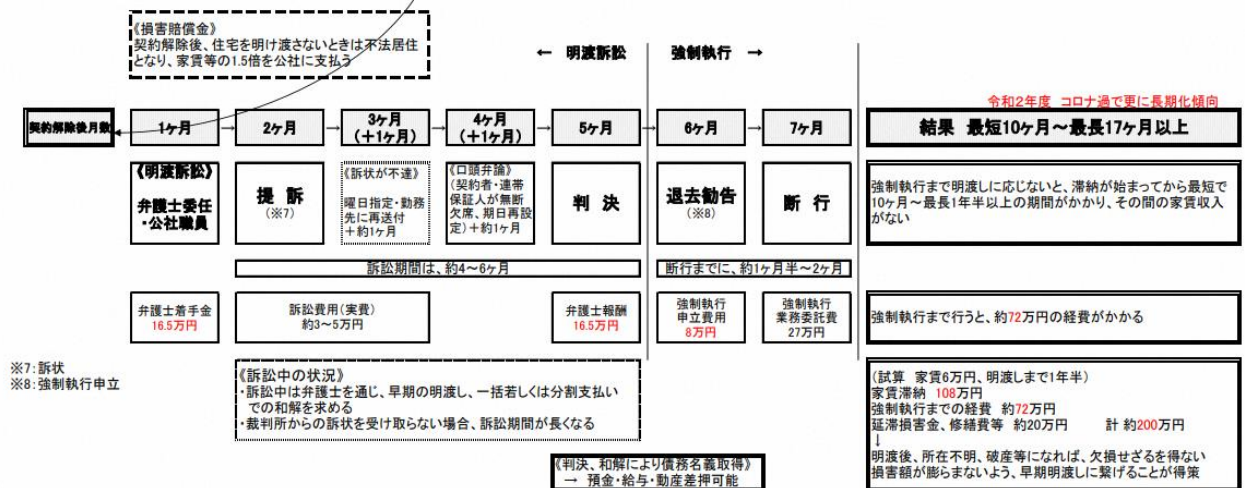 《損害賠償金》
契約解除後、住宅を明け渡さないときは不法居住
となり、家賃等の1.5倍を公社に支払う
← 明渡訴訟
強制執行 →
令和2年度 コロナ過で更に長期化傾向
契約解除後月数
1ヶ月
→
2ヶ月
→
3ヶ月
(+1ヶ月)
→
4ヶ月
(+1ヶ月)
→
5ヶ月
→
6ヶ月
→
7ヶ月
結果 最短10ヶ月～最長17ヶ月以上
《明渡訴訟》
弁護士委任
・公社職員
提 訴
(※7)
《訴状が不達》
曜日指定・勤務
先に再送付
+約1ヶ月
《口頭弁論》
(契約者・連帯
保証人が無断
欠席、期日再設
定)+約1ヶ月
判 決
退去勧告
(※8)
断 行
強制執行まで明渡しに応じないと、滞納が始まってから最短で
10ヶ月～最長1年半以上の期間がかかり、その間の家賃収入
がない
訴訟期間は、約4～6ヶ月
断行までに、約1ヶ月半～2ヶ月
弁護士着手金
16.5万円
訴訟費用(実費)
約3～5万円
弁護士報酬
16.5万円
強制執行
申立費用
8万円
強制執行
業務委託費
27万円
強制執行まで行うと、約72万円の経費がかかる
※7:訴状
※8:強制執行申立
《訴訟中の状況》
・訴訟中は弁護士を通じ、早期の明渡し、一括若しくは分割支払い
での和解を求める
・裁判所からの訴状を受け取らない場合、訴訟期間が長くなる
(試算 家賃6万円、明渡しまで1年半)
家賃滞納 108万円
強制執行までの経費 約72万円
延滞損害金、修繕費等 約20万円 計 約200万円
↓
明渡後、所在不明、破産等になれば、欠損せざるを得ない
損害額が膨らまないよう、早期明渡しに繋げることが得策
《判決、和解により債務名義取得》
→ 預金・給与・動産差押可能